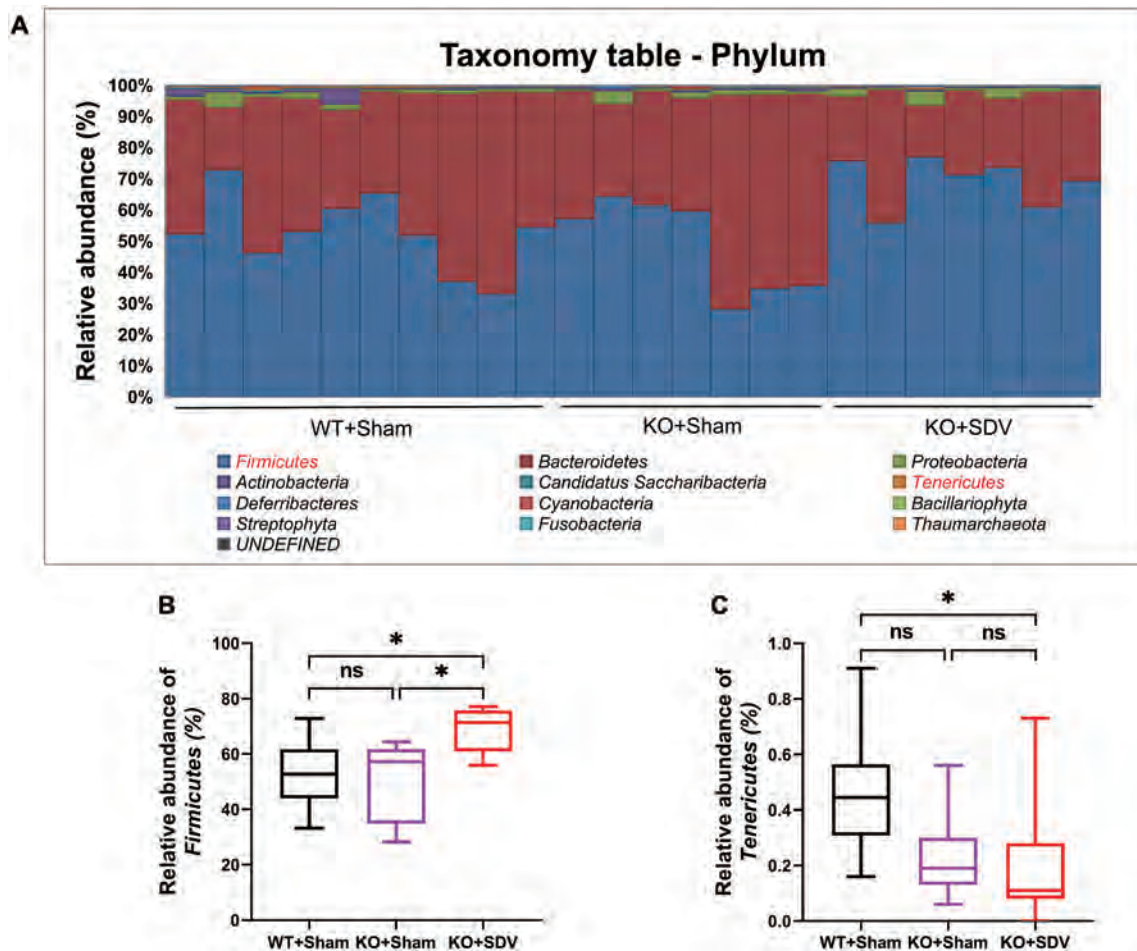 A
Taxonomy table - Phylum
Relative abundance (%)
100%
90%
80%
70%
60%
50%
40%
30%
20%
10%
0%
WT+Sham KO+Sham KO+SDV
Firmicutes Bacteroidetes Proteobacteria
Actinobacteria Candidatus Saccharibacteria Tenericutes
Deferribacteres Cyanobacteria Bacillariophyta
Streptophyta Fusobacteria Thaumarchaeota
UNDEFINED
B
Relative abundance of
Firmicutes (%)
100
80
60
40
20
0
*
ns
*
WT+Sham KO+Sham KO+SDV
C
Relative abundance of
Tenericutes (%)
1.0
0.8
0.6
0.4
0.2
0.0
*
ns
ns
WT+Sham KO+Sham KO+SDV